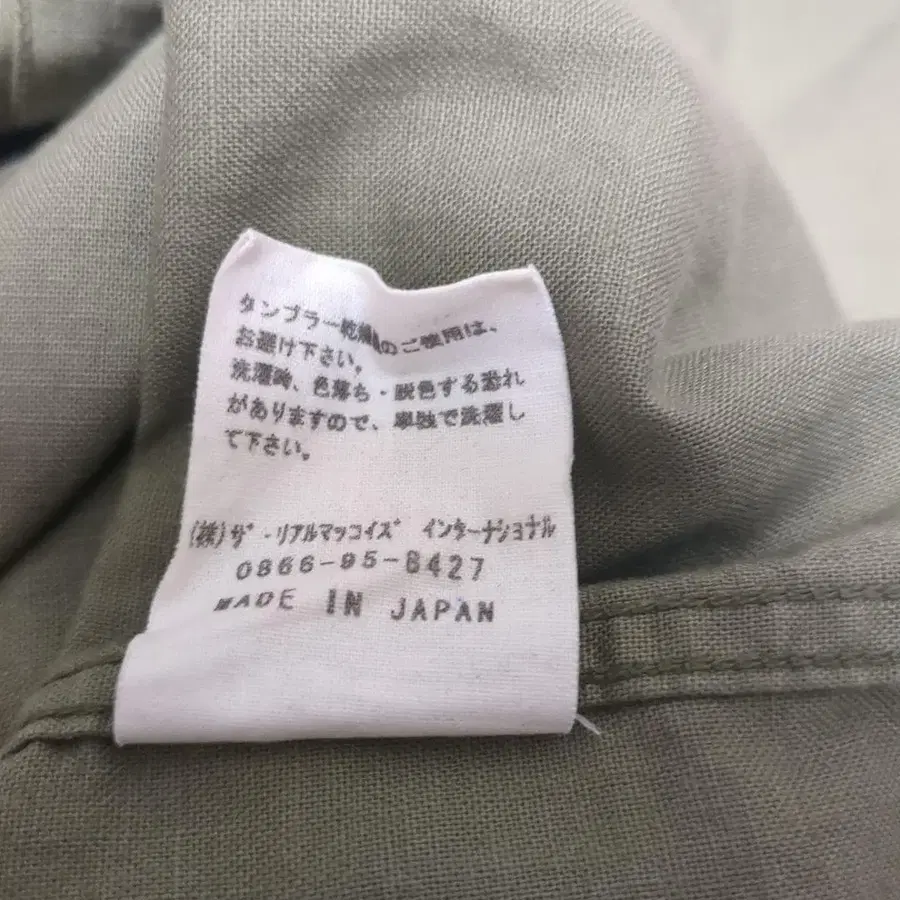 タンブラー乾燥機のご使用は、
お避け下さい。
洗濯時、色落ち・脱色する恐れ
がありますので、単独で洗濯し
て下さい。
(株)ザ・リアルマッコイズ インターナショナル
0866-95-8427
MADE IN JAPAN